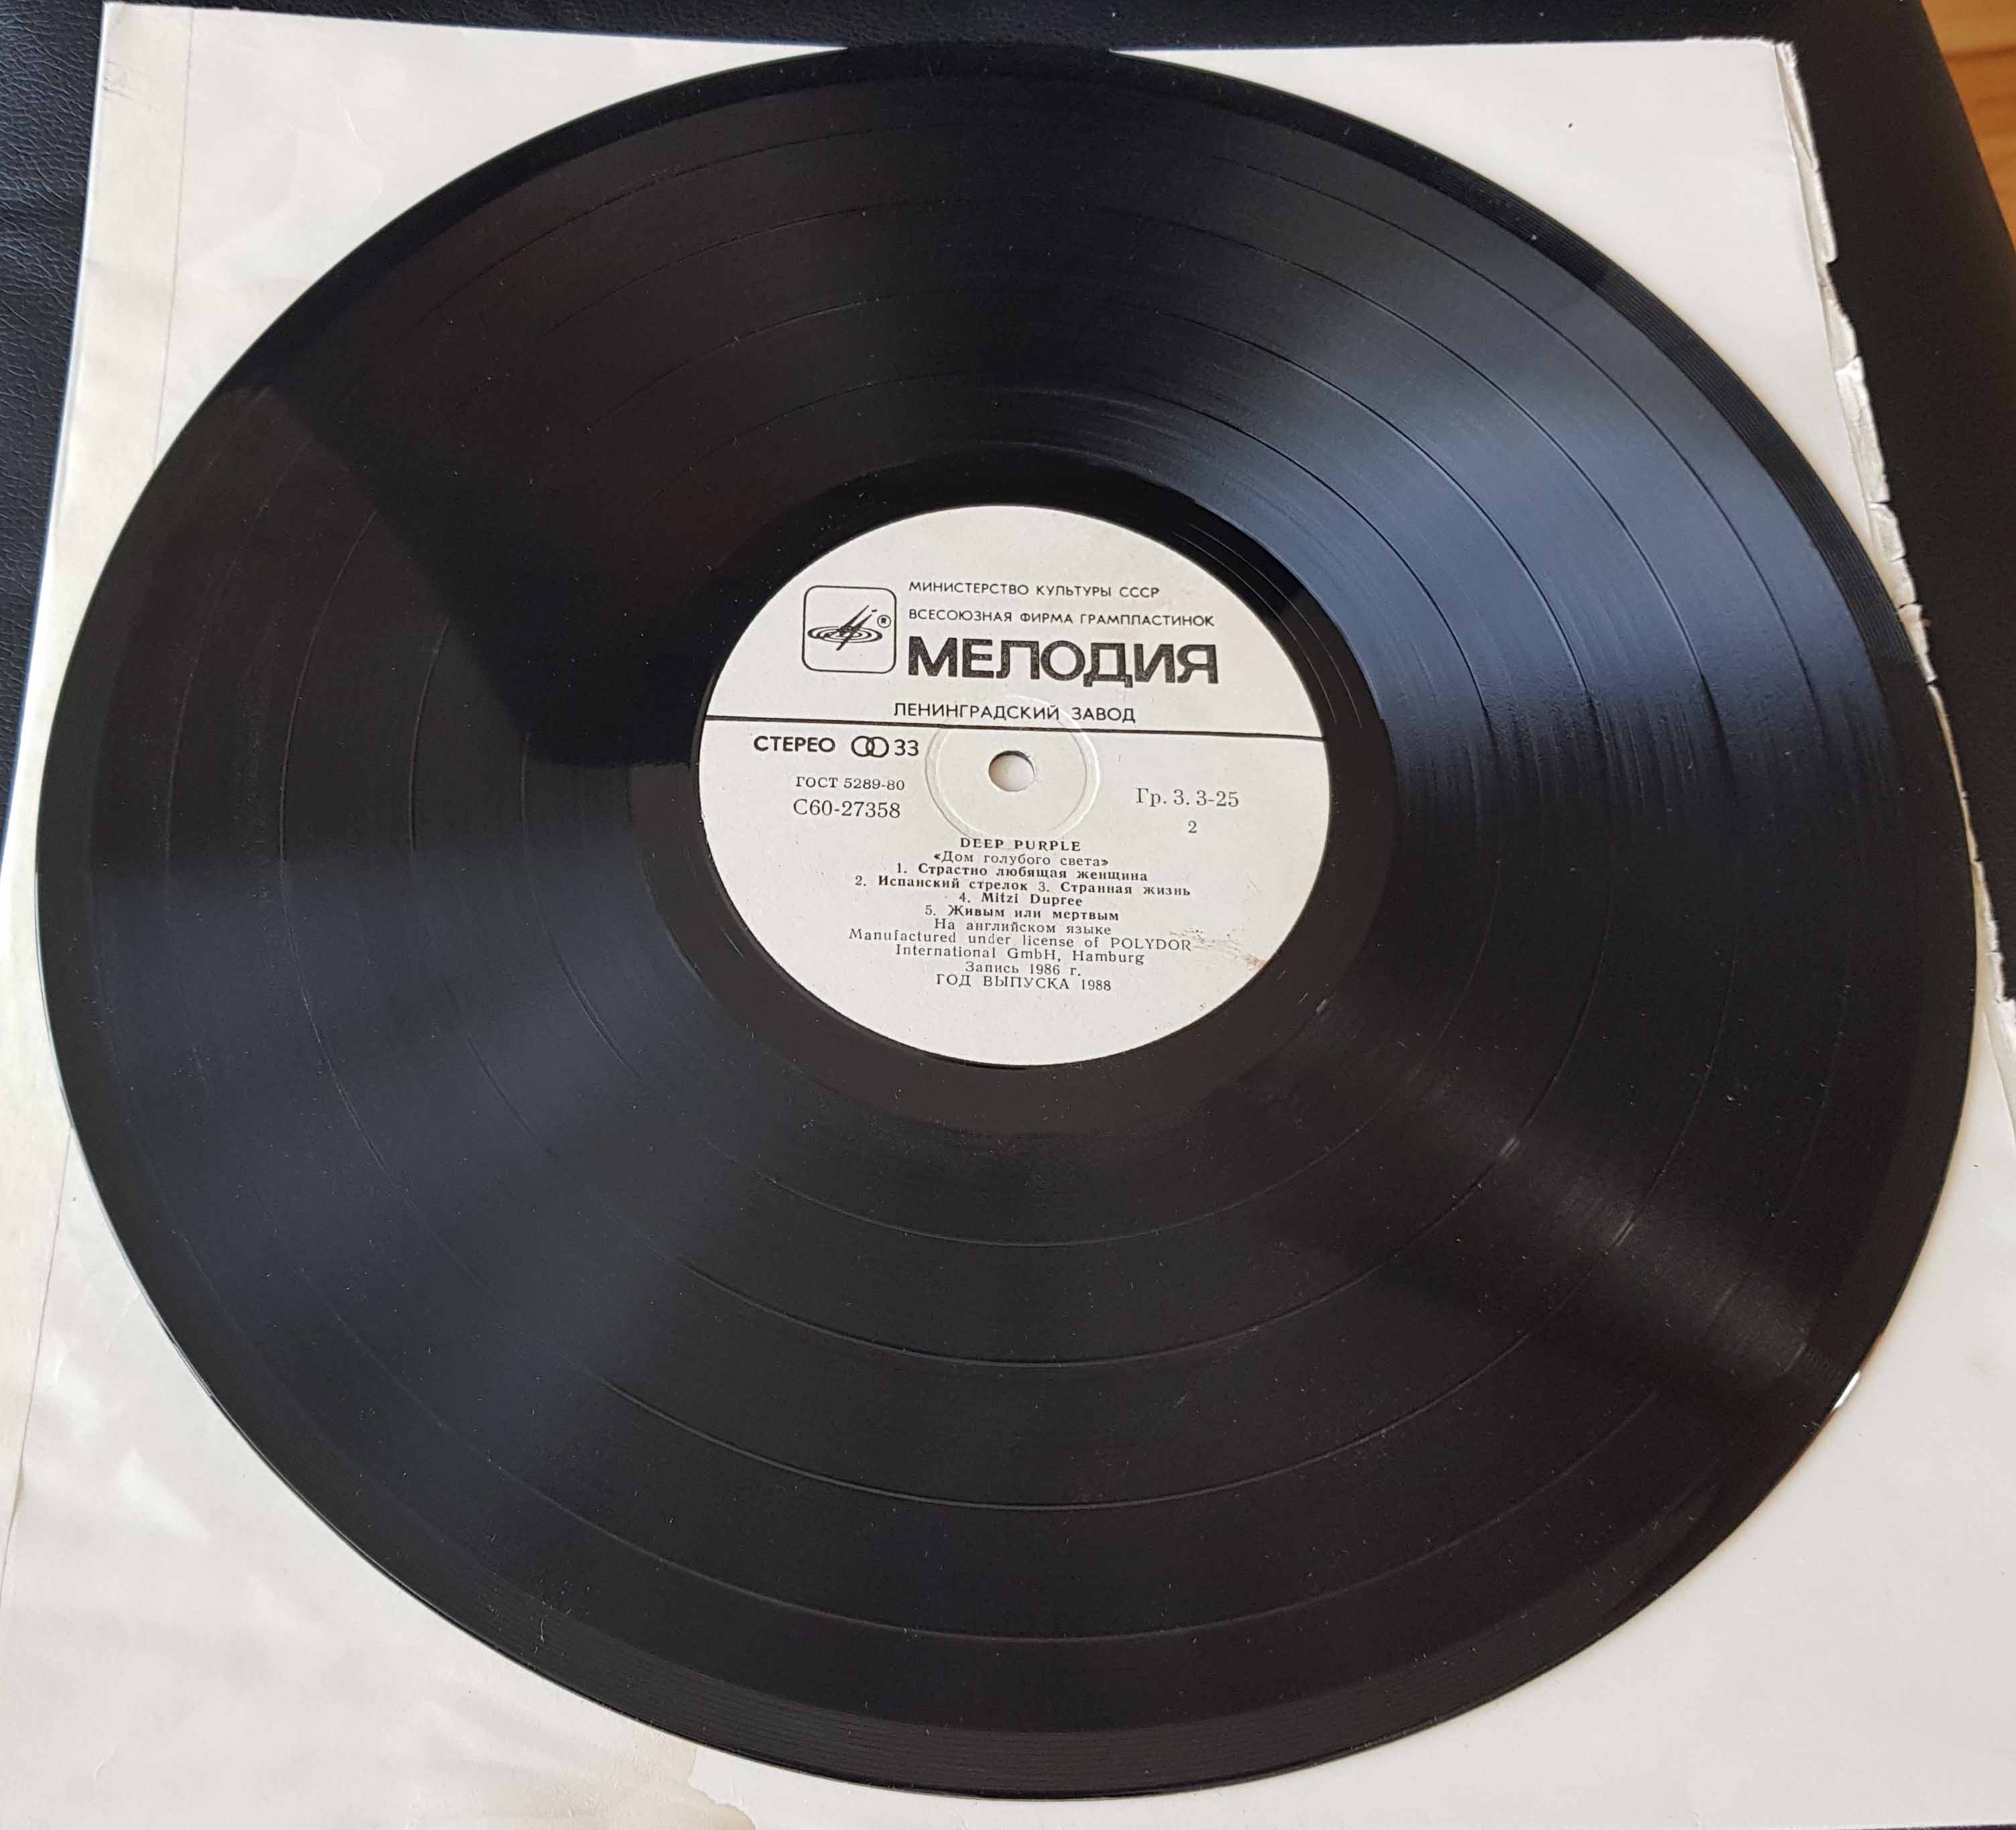 МИНИСТЕРСТВО КУЛЬТУРЫ СССР
ВСЕСОЮЗНАЯ ФИРМА ГРАМПЛАСТИНОК
®
МЕЛОДИЯ
ЛЕНИНГРАДСКИЙ ЗАВОД
СТЕРЕО 33
ГОСТ 5289-80
С60-27358
Гр. 3. 3-25
2
DEEP PURPLE
«Дом голубого света»
1. Страстно любящая женщина
2. Испанский стрелок 3. Странная жизнь
4. Mitzi Dupree
5. Живым или мертвым
На английском языке
Manufactured under license of POLYDOR
International GmbH, Hamburg
Запись 1986 г.
ГОД ВЫПУСКА 1988